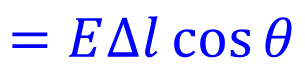 = EΔl cos θ